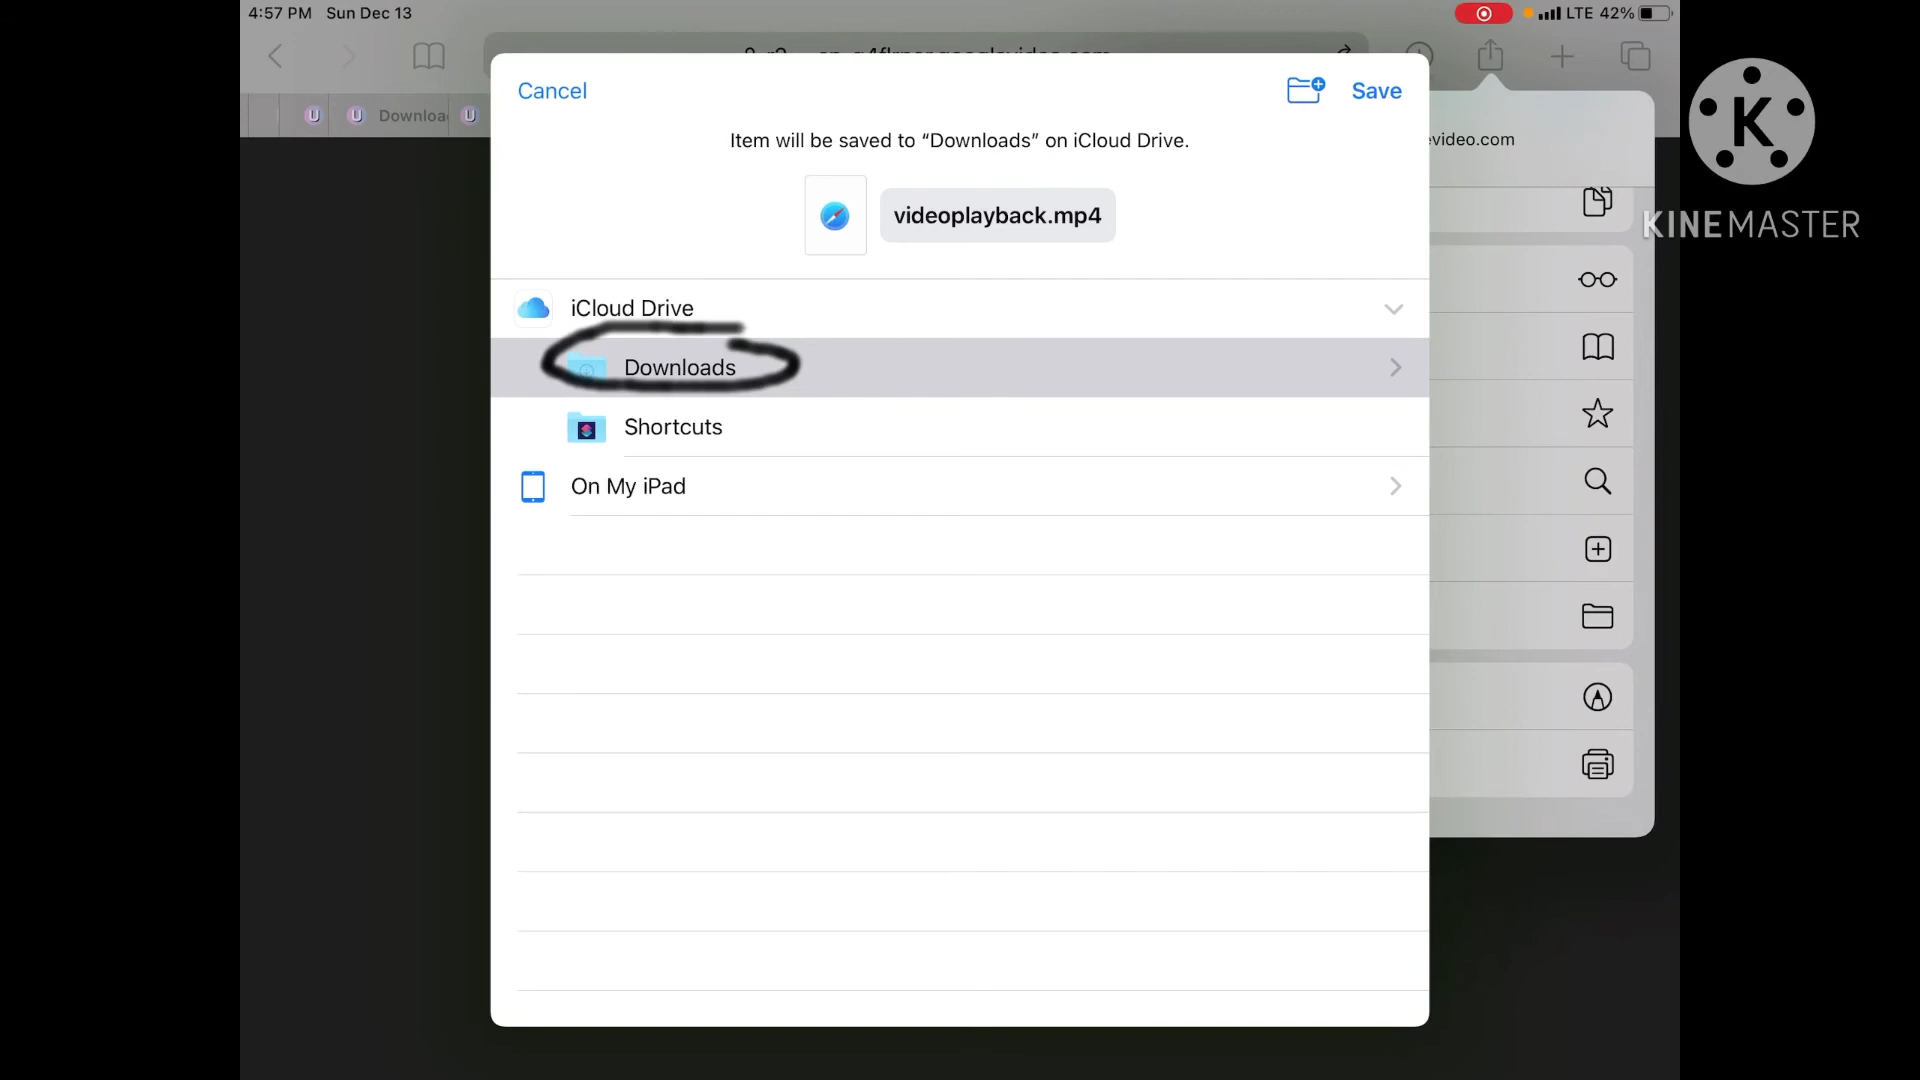 4:57 PM Sun Dec 13
LTE 42%
Cancel
Save
Downloa
Item will be saved to “Downloads” on iCloud Drive.
evideo.com
videoplayback.mp4
K
KINEMASTER
iCloud Drive
Downloads
Shortcuts
On My iPad